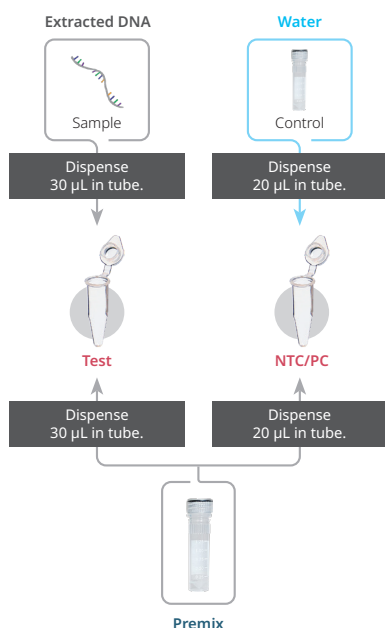 Extracted DNA
Water
Sample
Control
Dispense
30 µL in tube.
Dispense
20 µL in tube.
Test
NTC/PC
Dispense
30 µL in tube.
Dispense
20 µL in tube.
Premix